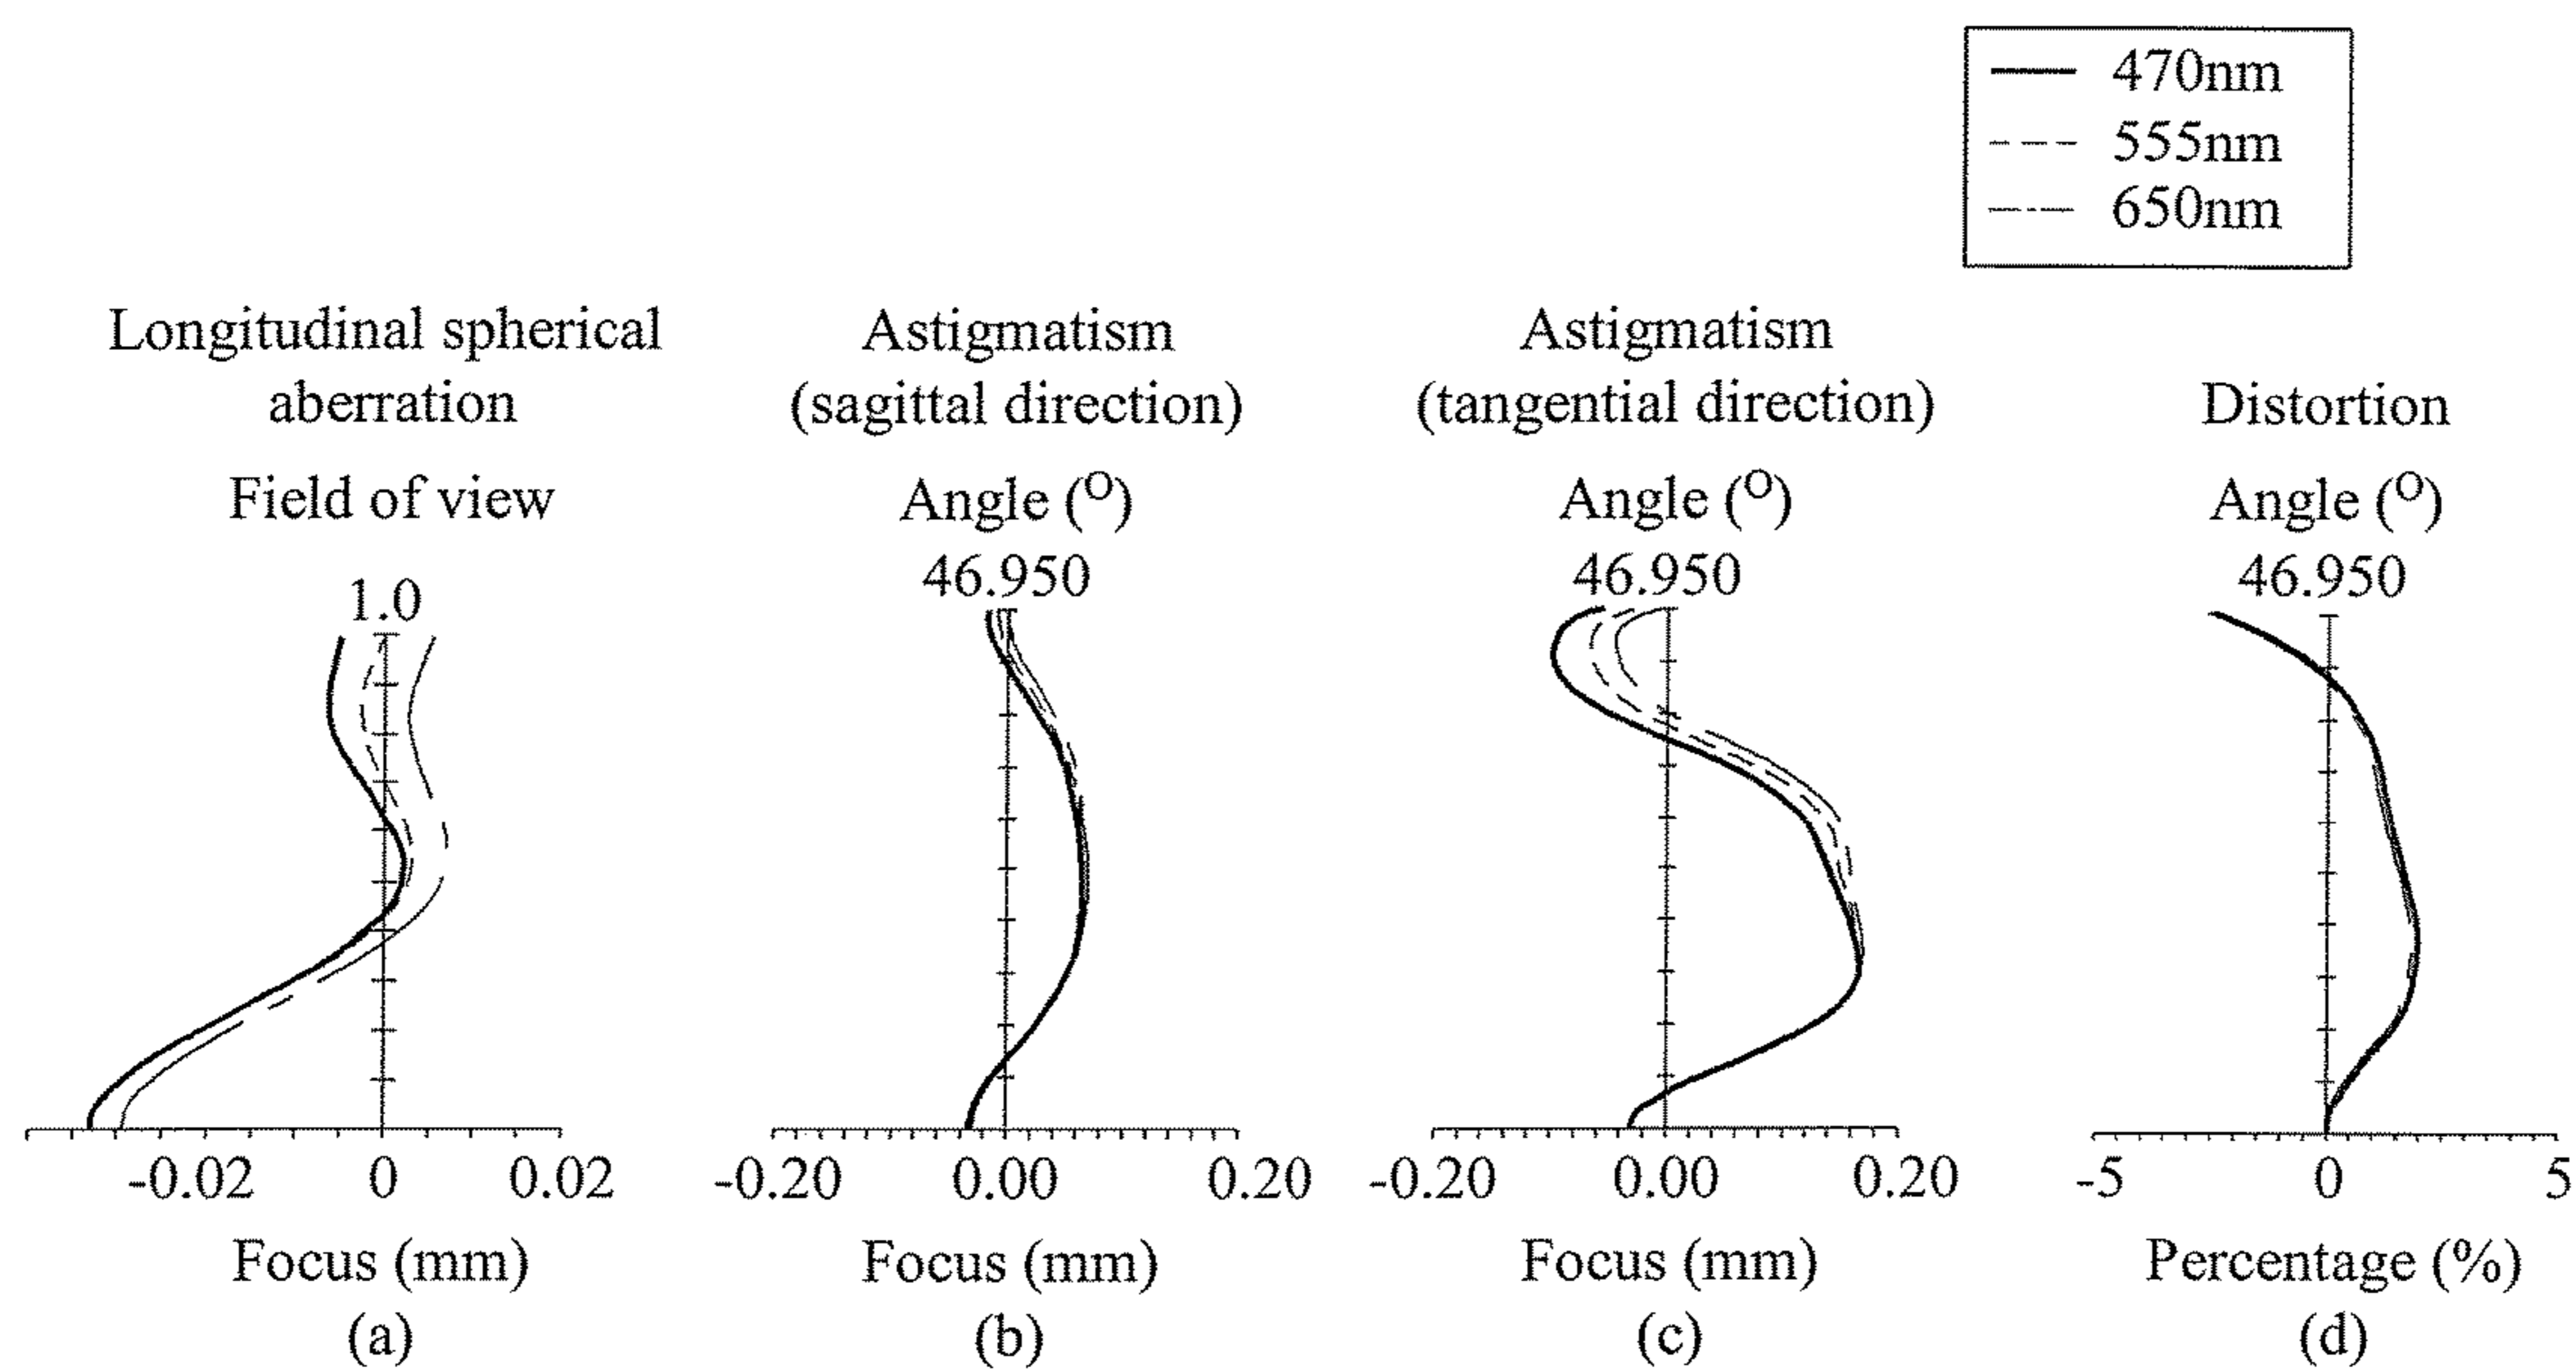 470nm
555nm
650nm
Longitudinal spherical
aberration
Field of view
1.0
-0.02 0 0.02
Focus (mm)
(a)
Astigmatism
(sagittal direction)
Angle (O)
46.950
-0.20 0.00 0.20
Focus (mm)
(b)
Astigmatism
(tangential direction)
Angle (O)
46.950
-0.20 0.00 0.20
Focus (mm)
(c)
Distortion
Angle (O)
46.950
-5 0 5
Percentage (%)
(d)